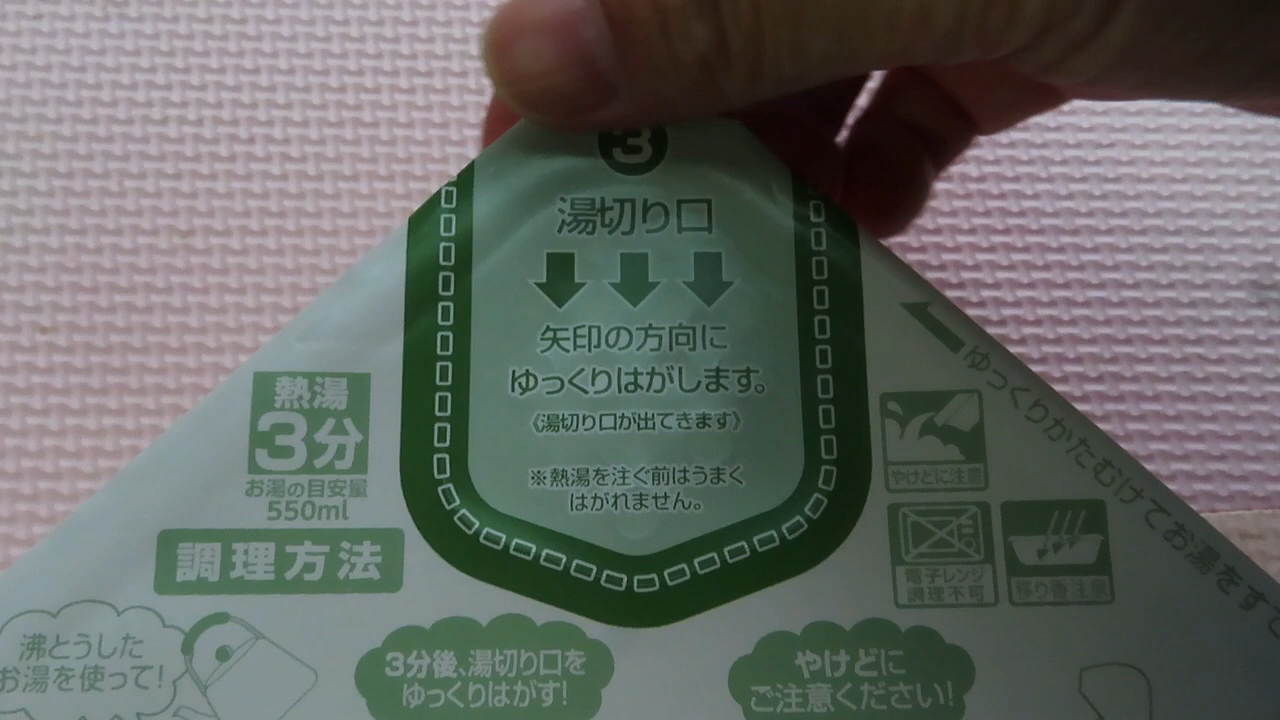 3
湯切り口
矢印の方向に
ゆっくりはがします。
《湯切り口が出てきます》
※熱湯を注ぐ前はうまく
はがれません。
熱湯
3分
お湯の目安量
550ml
調理方法
ゆっくりかたむけてお湯をすて
やけどに注意
電子レンジ
調理不可
移り香注意
沸とうした
お湯を使って!
3分後、湯切り口を
ゆっくりはがす!
やけどに
ご注意ください!